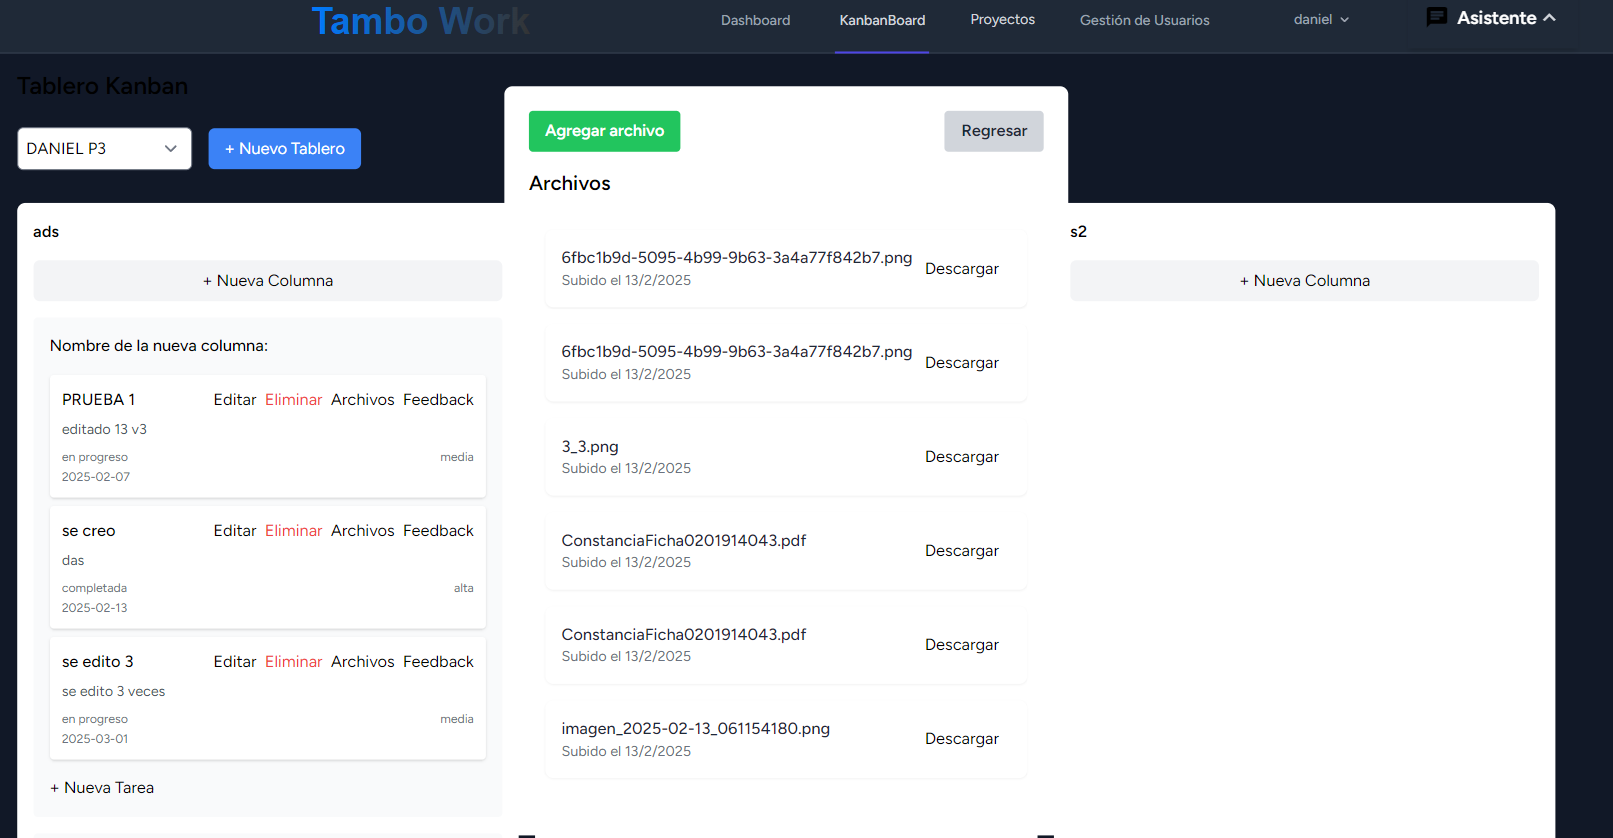 Tambo Work
Dashboard
KanbanBoard
Proyectos
Gestión de Usuarios
daniel
Asistente
Tablero Kanban
DANIEL P3
+ Nuevo Tablero
ads
+ Nueva Columna
Nombre de la nueva columna:
PRUEBA 1 Editar Eliminar Archivos Feedback
editado 13 v3
en progreso media
2025-02-07
se creo Editar Eliminar Archivos Feedback
das
completada alta
2025-02-13
se edito 3 Editar Eliminar Archivos Feedback
se edito 3 veces
en progreso media
2025-03-01
+ Nueva Tarea
Agregar archivo
Regresar
Archivos
6fbc1b9d-5095-4b99-9b63-3a4a77f842b7.png
Subido el 13/2/2025
Descargar
6fbc1b9d-5095-4b99-9b63-3a4a77f842b7.png
Subido el 13/2/2025
Descargar
3_3.png
Subido el 13/2/2025
Descargar
ConstanciaFicha0201914043.pdf
Subido el 13/2/2025
Descargar
ConstanciaFicha0201914043.pdf
Subido el 13/2/2025
Descargar
imagen_2025-02-13_061154180.png
Subido el 13/2/2025
Descargar
s2
+ Nueva Columna